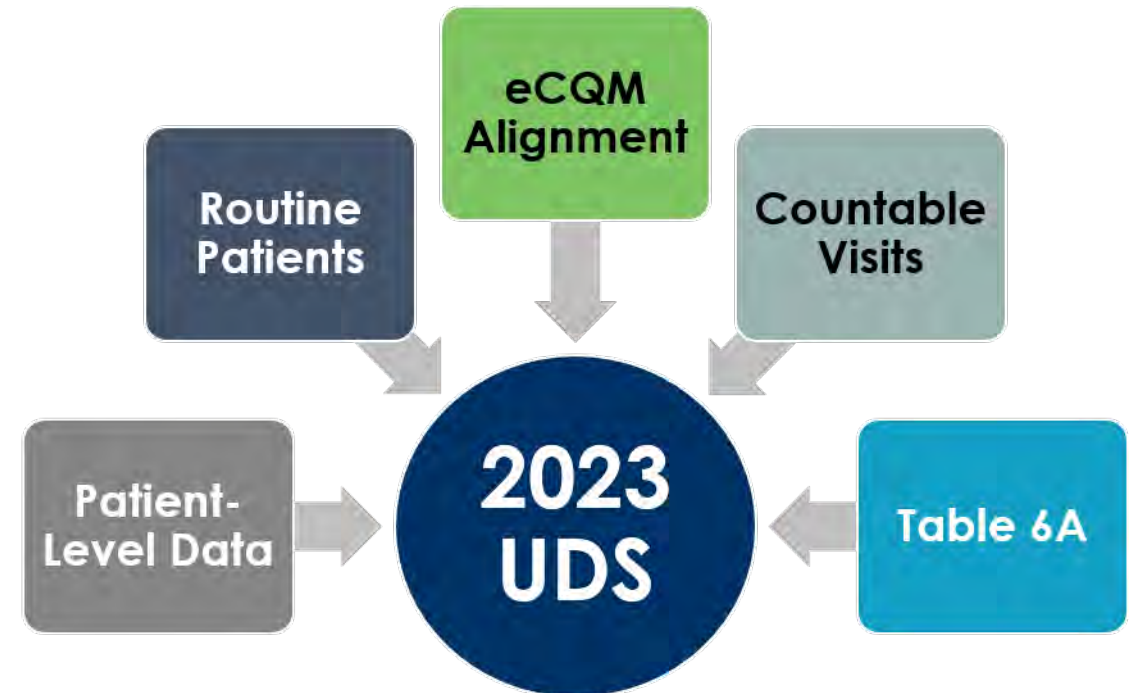 eCQM
Alignment
Routine
Patients
Countable
Visits
Patient-
Level Data
2023
UDS
Table 6A